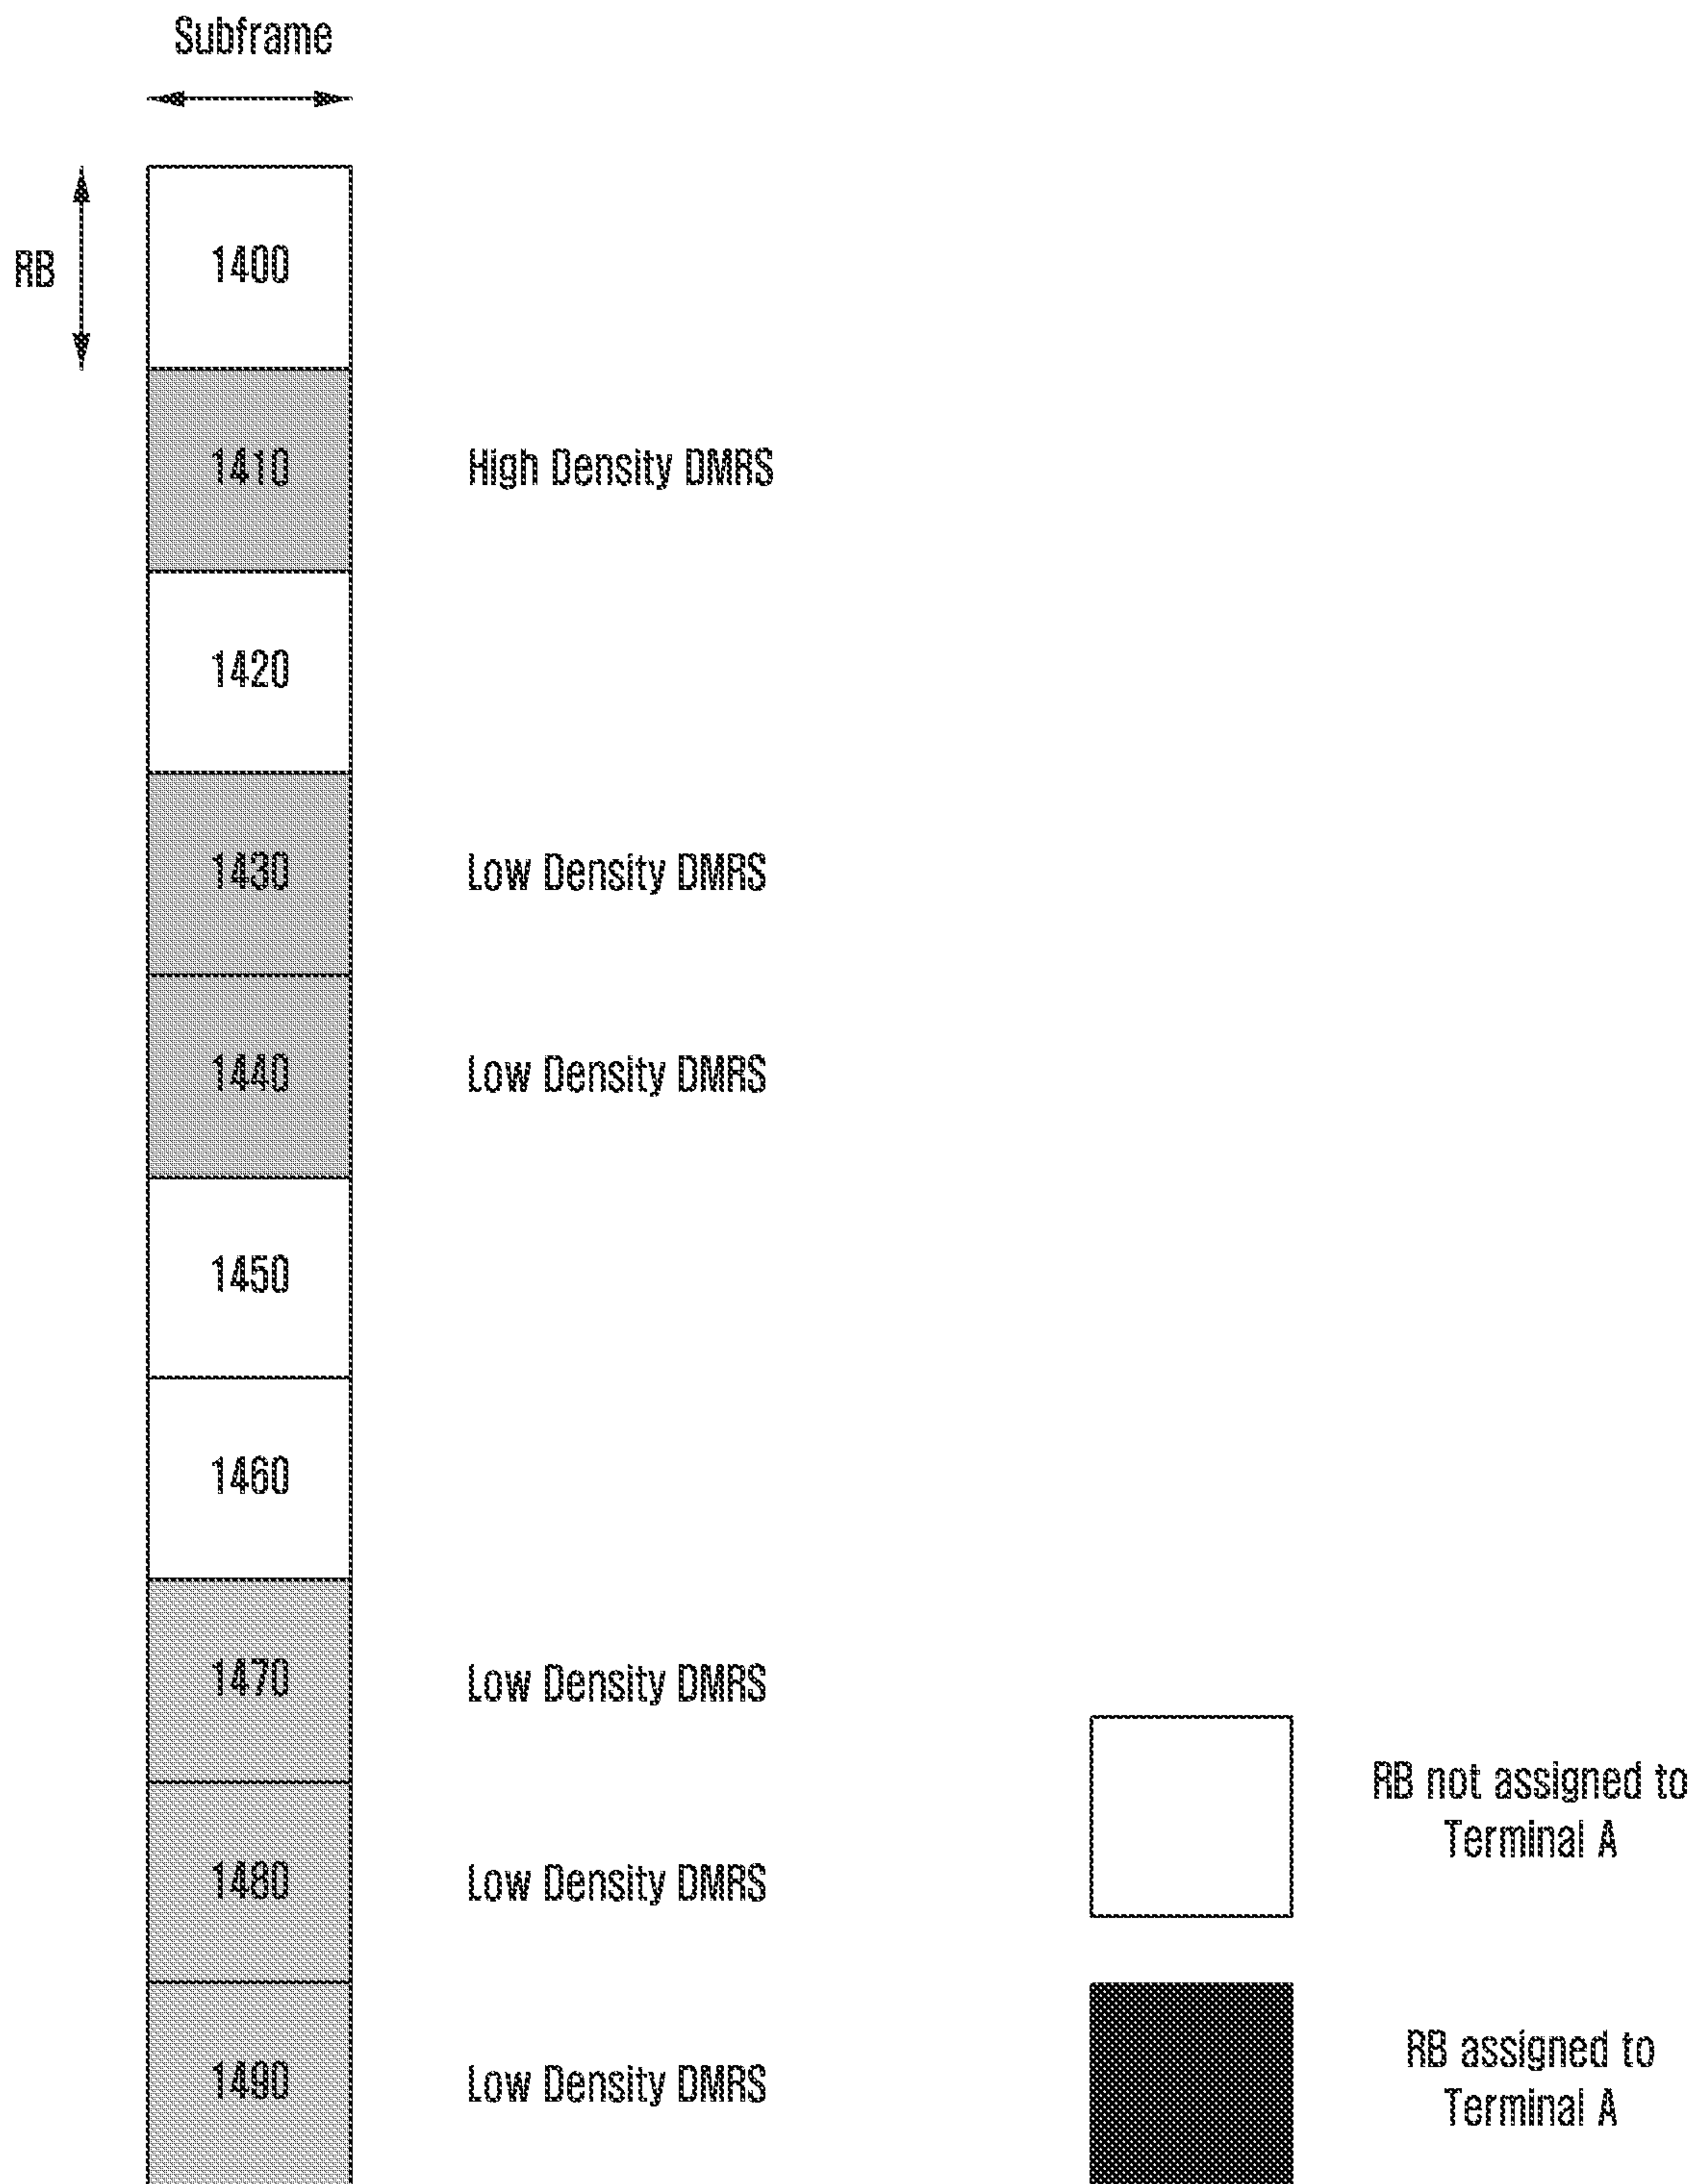 Subframe
RB
1400
1410
High Density DMRS
1420
1430
Low Density DMRS
1440
Low Density DMRS
1450
1460
1470
Low Density DMRS
1480
Low Density DMRS
1490
Low Density DMRS
RB not assigned to
Terminal A
RB assigned to
Terminal A